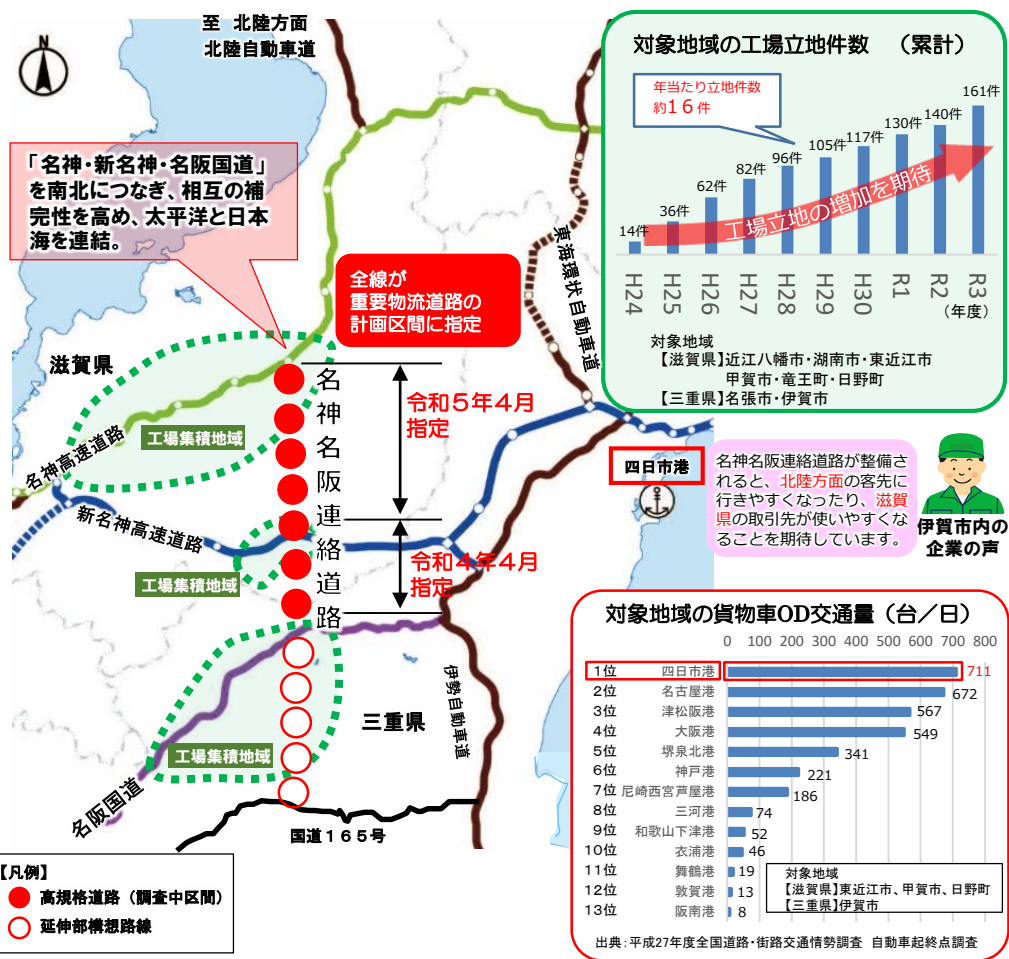 至 北陸方面
北陸自動車道
N
「名神・新名神・名阪国道」
を南北につなぎ、相互の補
完性を高め、太平洋と日本
海を連結。
全線が
重要物流道路の
計画区間に指定
滋賀県
工場集積地域
名神高速道路
新名神高速道路
工場集積地域
名神名阪連絡道路
令和5年4月
指定
令和4年4月
指定
東海環状自動車道
四日市港
伊勢自動車道
三重県
工場集積地域
名阪国道
国道165号
【凡例】
高規格道路（調査中区間）
延伸部構想路線
対象地域の工場立地件数 （累計）
年当たり立地件数
約16件
14件
36件
62件
82件
96件
105件
117件
130件
140件
161件
工場立地の増加を期待
H24 H25 H26 H27 H28 H29 H30 R1 R2 R3
（年度）
対象地域
【滋賀県】近江八幡市・湖南市・東近江市
甲賀市・竜王町・日野町
【三重県】名張市・伊賀市
名神名阪連絡道路が整備さ
れると、北陸方面の客先に
行きやすくなったり、滋賀
県の取引先が使いやすくな
ることを期待しています。
伊賀市内の
企業の声
対象地域の貨物車OD交通量（台／日）
0 100 200 300 400 500 600 700 800
1位 四日市港 711
2位 名古屋港 672
3位 津松阪港 567
4位 大阪港 549
5位 堺泉北港 341
6位 神戸港 221
7位 尼崎西宮芦屋港 186
8位 三河港 74
9位 和歌山下津港 52
10位 衣浦港 46
11位 舞鶴港 19
12位 敦賀港 13
13位 阪南港 8
対象地域
【滋賀県】東近江市、甲賀市、日野町
【三重県】伊賀市
出典：平成27年度全国道路・街路交通情勢調査 自動車起終点調査